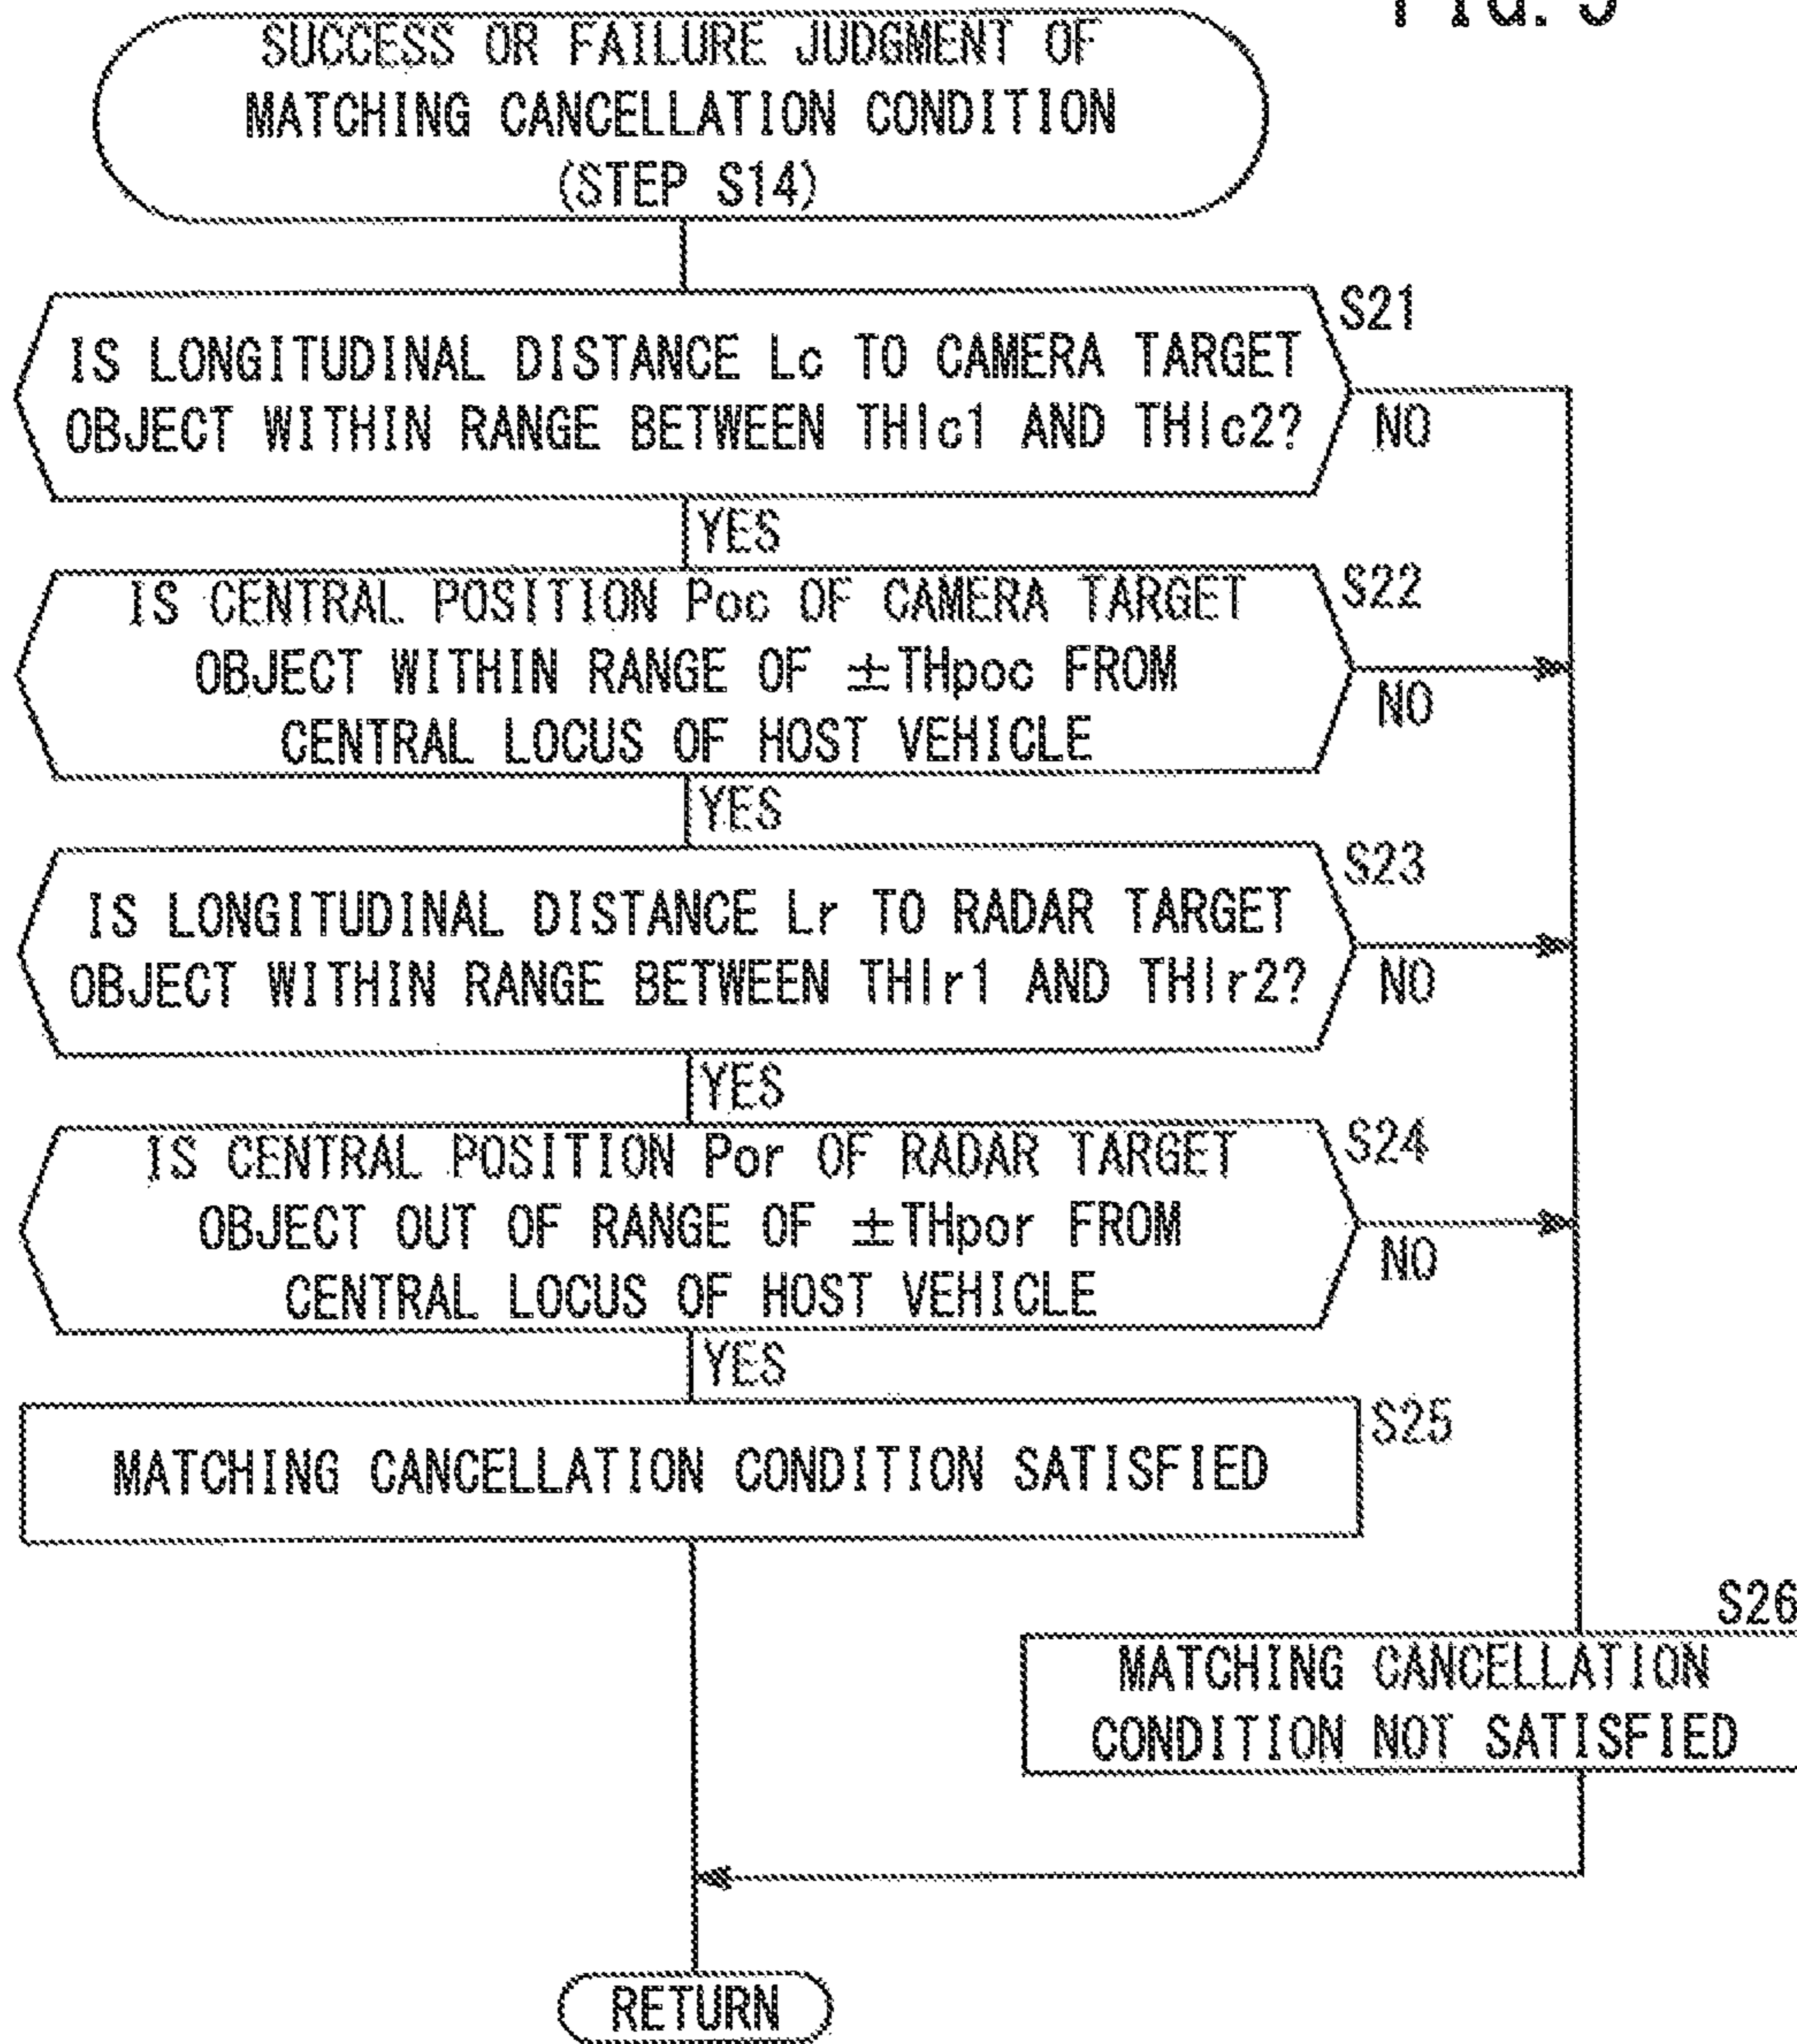 SUCCESS OR FAILURE JUDGMENT OF
MATCHING CANCELLATION CONDITION
(STEP S14)
S21
IS LONGITUDINAL DISTANCE Lc TO CAMERA TARGET
OBJECT WITHIN RANGE BETWEEN THlc1 AND THlc2?
NO
YES
S22
IS CENTRAL POSITION Poc OF CAMERA TARGET
OBJECT WITHIN RANGE OF ±THpoc FROM
CENTRAL LOCUS OF HOST VEHICLE
NO
YES
S23
IS LONGITUDINAL DISTANCE Lr TO RADAR TARGET
OBJECT WITHIN RANGE BETWEEN THlr1 AND THlr2?
NO
YES
S24
IS CENTRAL POSITION Por OF RADAR TARGET
OBJECT OUT OF RANGE OF ±THpor FROM
CENTRAL LOCUS OF HOST VEHICLE
NO
YES
S25
MATCHING CANCELLATION CONDITION SATISFIED
S26
MATCHING CANCELLATION
CONDITION NOT SATISFIED
RETURN